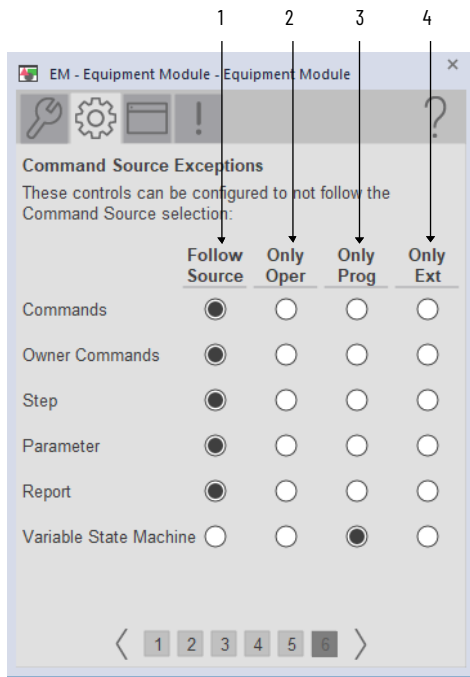 1 2 3 4
EM - Equipment Module - Equipment Module ×
! ?
Command Source Exceptions
These controls can be configured to not follow the
Command Source selection:
Follow Only Only Only
Source Oper Prog Ext
Commands
Owner Commands
Step
Parameter
Report
Variable State Machine
1 2 3 4 5 6